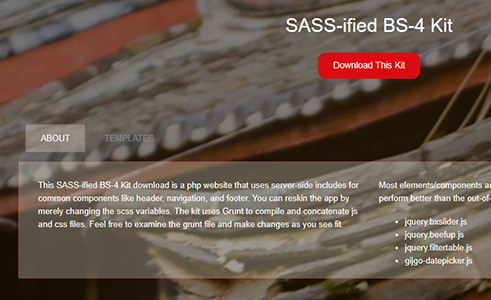 SASS-ified BS-4 Kit
Download This Kit
ABOUT
TEMPLATES
This SASS-ified BS-4 Kit download is a php website that uses server-side includes for
common components like header, navigation, and footer. You can reskin the app by
merely changing the scss variables. The kit uses Grunt to compile and concatenate js
and css files. Feel free to examine the grunt file and make changes as you see fit.
Most elements/components a
perform better than the out-of-
jquery.bxslider.js
jquery.beefup.js
jquery.filtertable.js
gijgo-datepicker.js